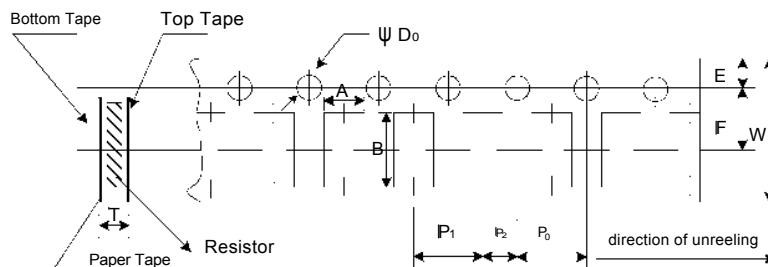 Bottom Tape
Top Tape
ψ D₀
E
A
F
W
B
T
P₁
P₂
P₀
Resistor
direction of unreeling
Paper Tape